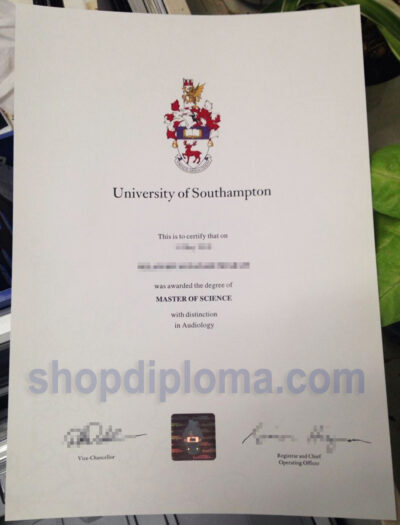 University of Southampton
This is to certify that on
was awarded the degree of
MASTER OF SCIENCE
with distinction
in Audiology
shopdiploma.com
Vice-Chancellor
Registrar and Chief
Operating Officer